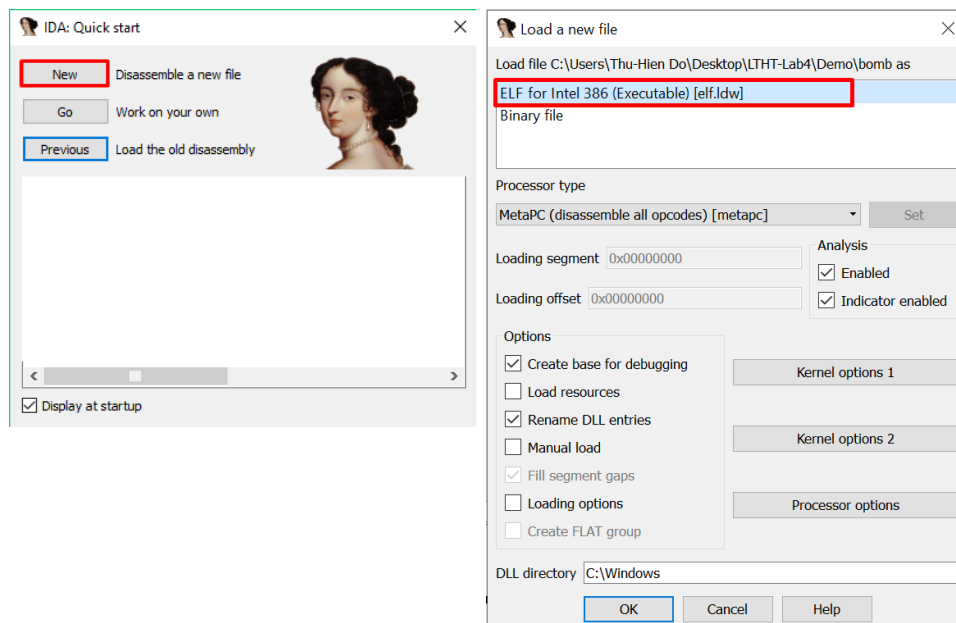 IDA: Quick start
New Disassemble a new file
Go Work on your own
Previous Load the old disassembly
Display at startup
Load a new file
Load file C:\Users\Thu-Hien Do\Desktop\LTHT-Lab4\Demo\bomb as
ELF for Intel 386 (Executable) [elf.ldw]
Binary file
Processor type
MetaPC (disassemble all opcodes) [metapc] Set
Loading segment 0x00000000
Loading offset 0x00000000
Analysis
Enabled
Indicator enabled
Options
Create base for debugging
Load resources
Rename DLL entries
Manual load
Fill segment gaps
Loading options
Create FLAT group
Kernel options 1
Kernel options 2
Processor options
DLL directory C:\Windows
OK Cancel Help